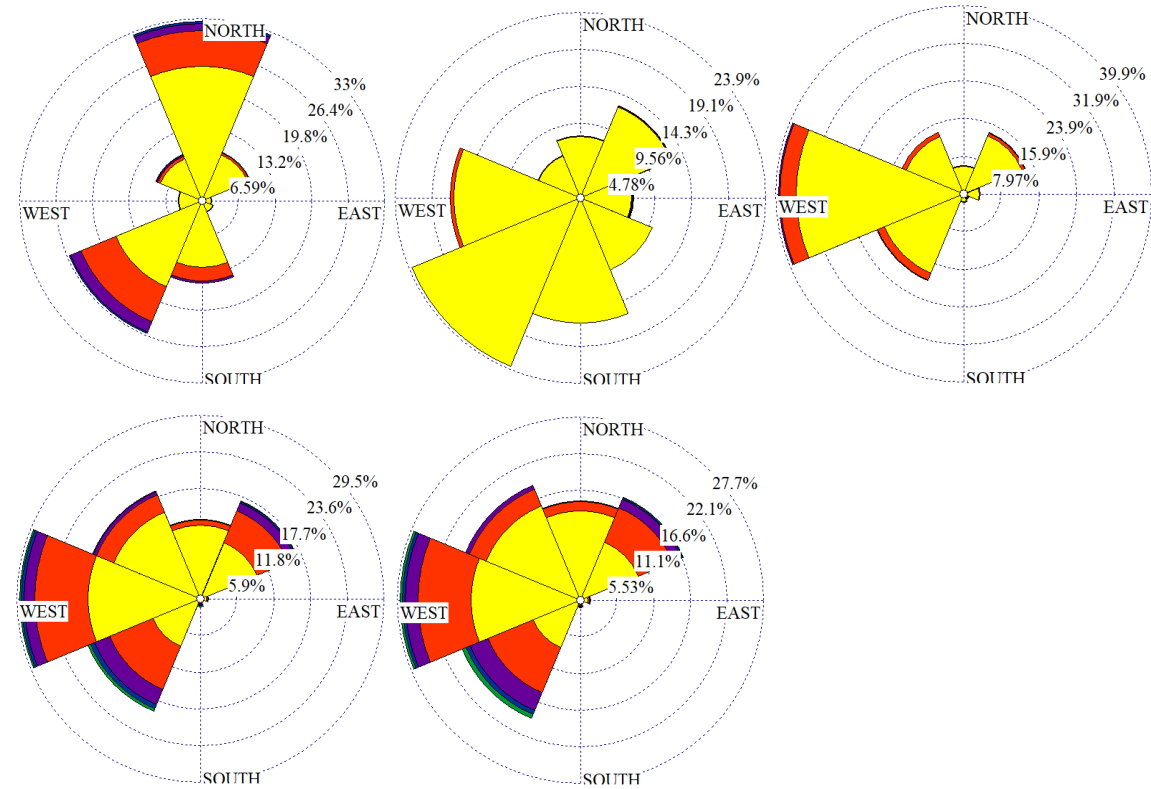 NORTH
33%
26.4%
19.8%
13.2%
6.59%
WEST
EAST
SOUTH
NORTH
23.9%
19.1%
14.3%
9.56%
4.78%
WEST
EAST
SOUTH
NORTH
39.9%
31.9%
23.9%
15.9%
7.97%
WEST
EAST
SOUTH
NORTH
29.5%
23.6%
17.7%
11.8%
5.9%
WEST
EAST
SOUTH
NORTH
27.7%
22.1%
16.6%
11.1%
5.53%
WEST
EAST
SOUTH